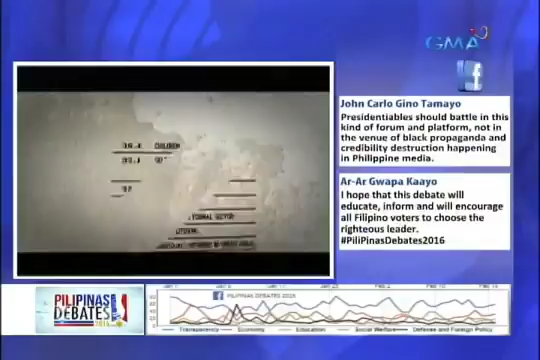 GMA
John Carlo Gino Tamayo
Presidentiables should battle in this
kind of forum and platform, not in
the venue of black propaganda and
credibility destruction happening
in Philippine media.
Ar-Ar Gwapa Kaayo
I hope that this debate will
educate, inform and will encourage
all Filipino voters to choose the
righteous leader.
#PiliPinasDebates2016
CHILDREN
FORMAL SECTOR
PILIPINAS
DEBATES
2016
PILIPINAS DEBATES 2016
Transparency
Economy
Education
Social Welfare
Defense and Foreign Policy